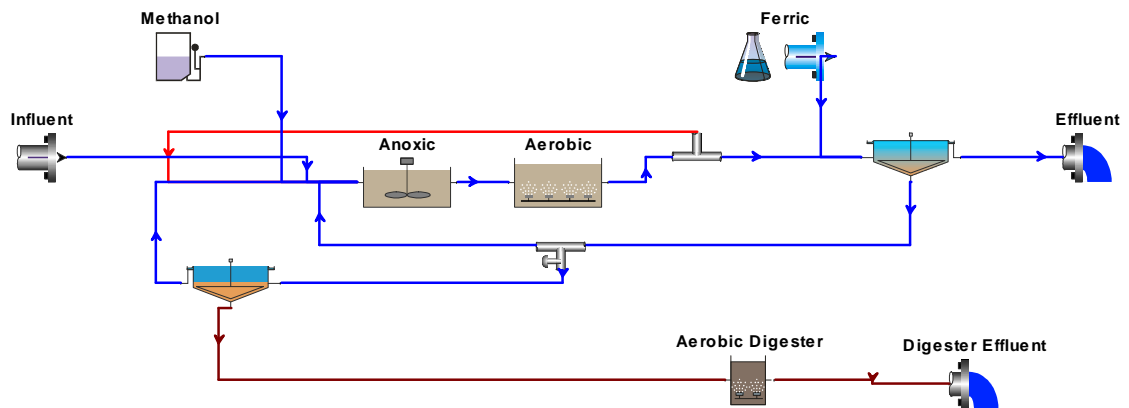 Methanol
Ferric
Influent
Anoxic
Aerobic
Effluent
Aerobic Digester
Digester Effluent